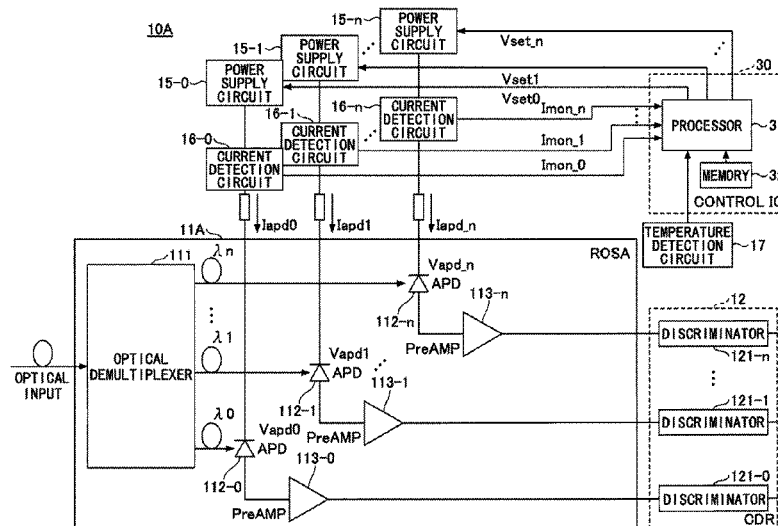 10A
15-n
POWER
SUPPLY
CIRCUIT
15-1
POWER
SUPPLY
CIRCUIT
15-0
POWER
SUPPLY
CIRCUIT
Vset_n
Vset1
Vset0
30
16-n
CURRENT
DETECTION
CIRCUIT
16-1
CURRENT
DETECTION
CIRCUIT
16-0
CURRENT
DETECTION
CIRCUIT
Imon_n
Imon_1
Imon_0
PROCESSOR
MEMORY
CONTROL IC
TEMPERATURE
DETECTION
CIRCUIT
17
11A
Iapd0
Iapd1
Iapd_n
ROSA
111
λn
λ1
λ0
OPTICAL
DEMULTIPLEXER
OPTICAL
INPUT
Vapd_n
APD
112-n
113-n
PreAMP
Vapd1
APD
112-1
113-1
PreAMP
Vapd0
APD
112-0
113-0
PreAMP
12
DISCRIMINATOR
121-n
121-1
DISCRIMINATOR
121-0
DISCRIMINATOR
CDR